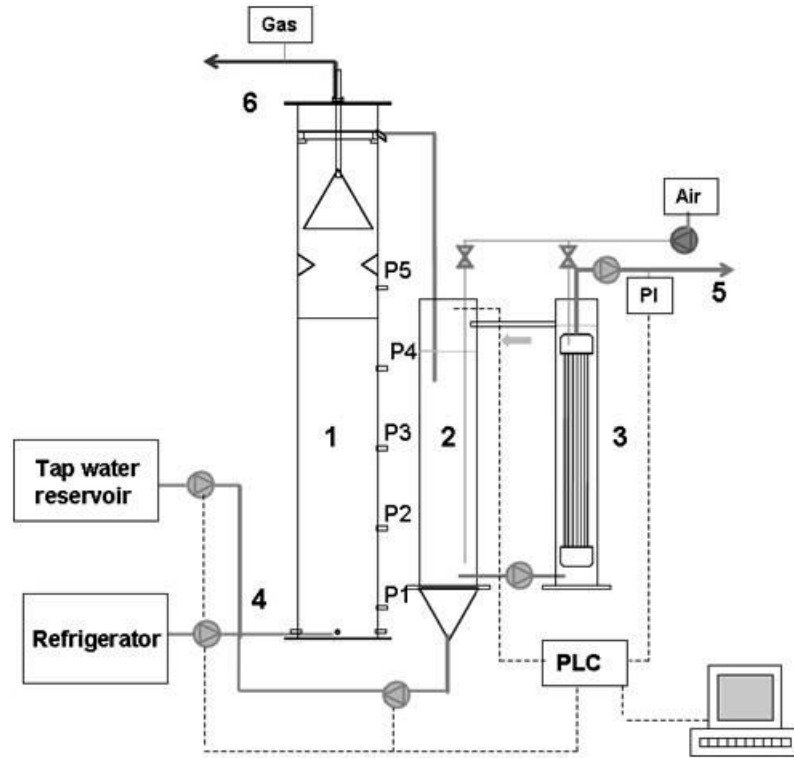 Gas
6
Air
P5
PI
5
P4
1
2
3
P3
Tap water
reservoir
P2
4
P1
Refrigerator
PLC